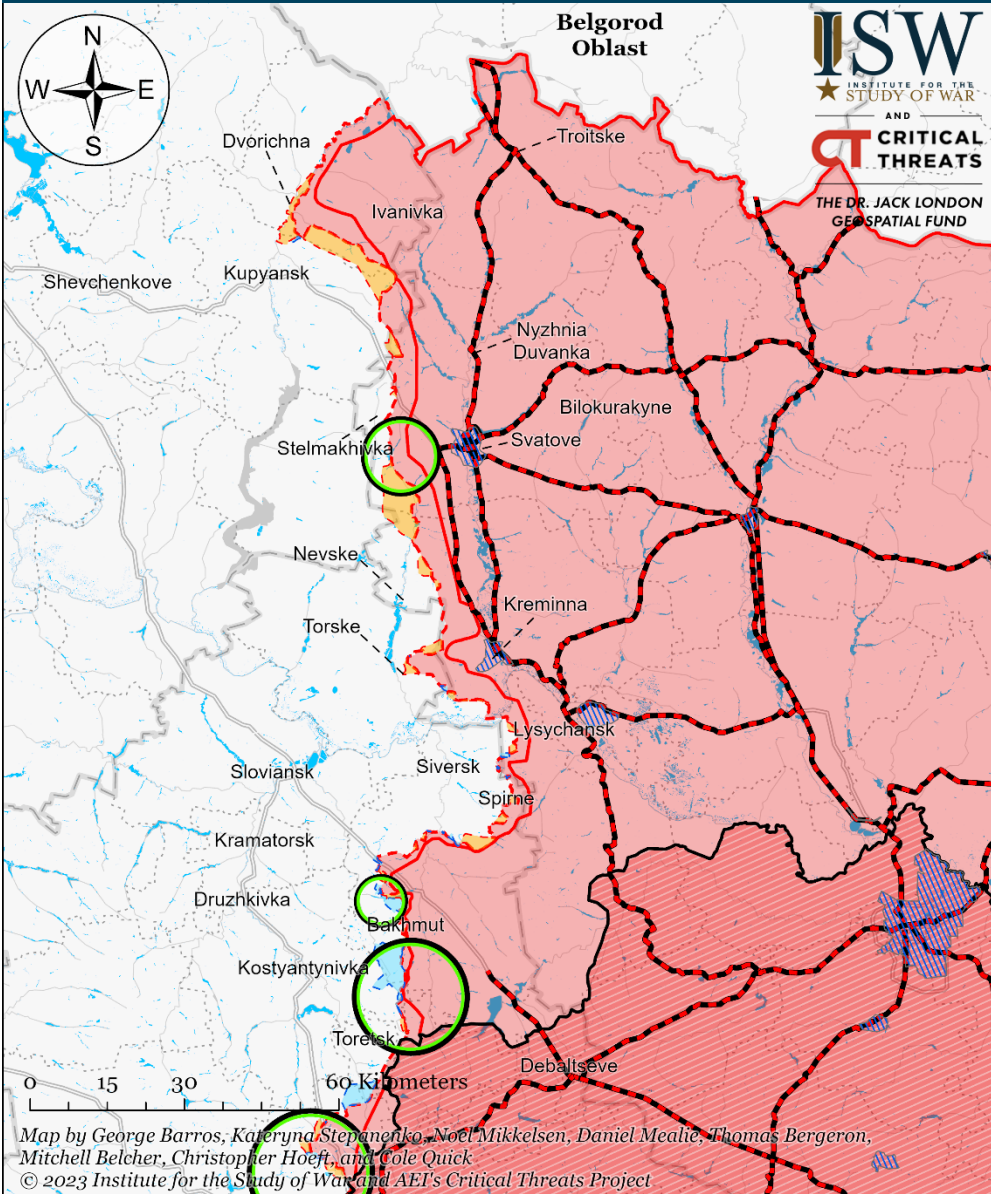 N
W E
S
Belgorod
Oblast
ISW
INSTITUTE FOR THE
STUDY OF WAR
AND
CT CRITICAL
THREATS
THE DR. JACK LONDON
GEOSPATIAL FUND
Dvorichna
Troitske
Ivanivka
Shevchenkove
Kupyansk
Nyzhnia
Duvanka
Bilokurakyne
Stelmakhivka
Svatove
Nevske
Kreminna
Torske
Lysychansk
Sloviansk
Siversk
Spirne
Kramatorsk
Druzhkivka
Bakhmut
Kostyantynivka
Toretsk
Debaltseve
0 15 30 60 Kilometers
Map by George Barros, Kateryna Stepanenko, Noel Mikkelsen, Daniel Mealie, Thomas Bergeron,
Mitchell Belcher, Christopher Hoeft, and Cole Quick
© 2023 Institute for the Study of War and AEI's Critical Threats Project